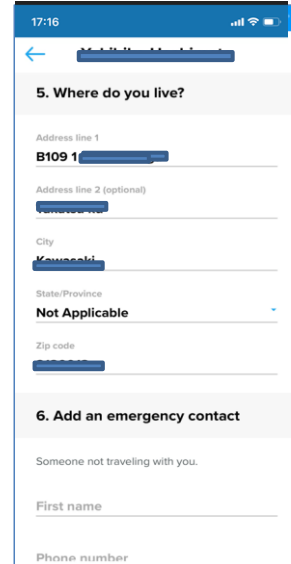 17:16
5. Where do you live?
Address line 1
B109 1
Address line 2 (optional)
City
State/Province
Not Applicable
Zip code
6. Add an emergency contact
Someone not traveling with you.
First name
Phone number